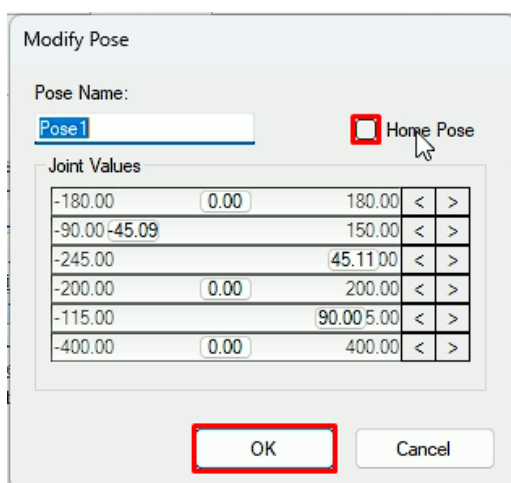 Modify Pose
Pose Name:
Pose1 Home Pose
Joint Values
-180.00 0.00 180.00 < >
-90.00 -45.09 150.00 < >
-245.00 45.11 00 < >
-200.00 0.00 200.00 < >
-115.00 90.00 5.00 < >
-400.00 0.00 400.00 < >
OK Cancel